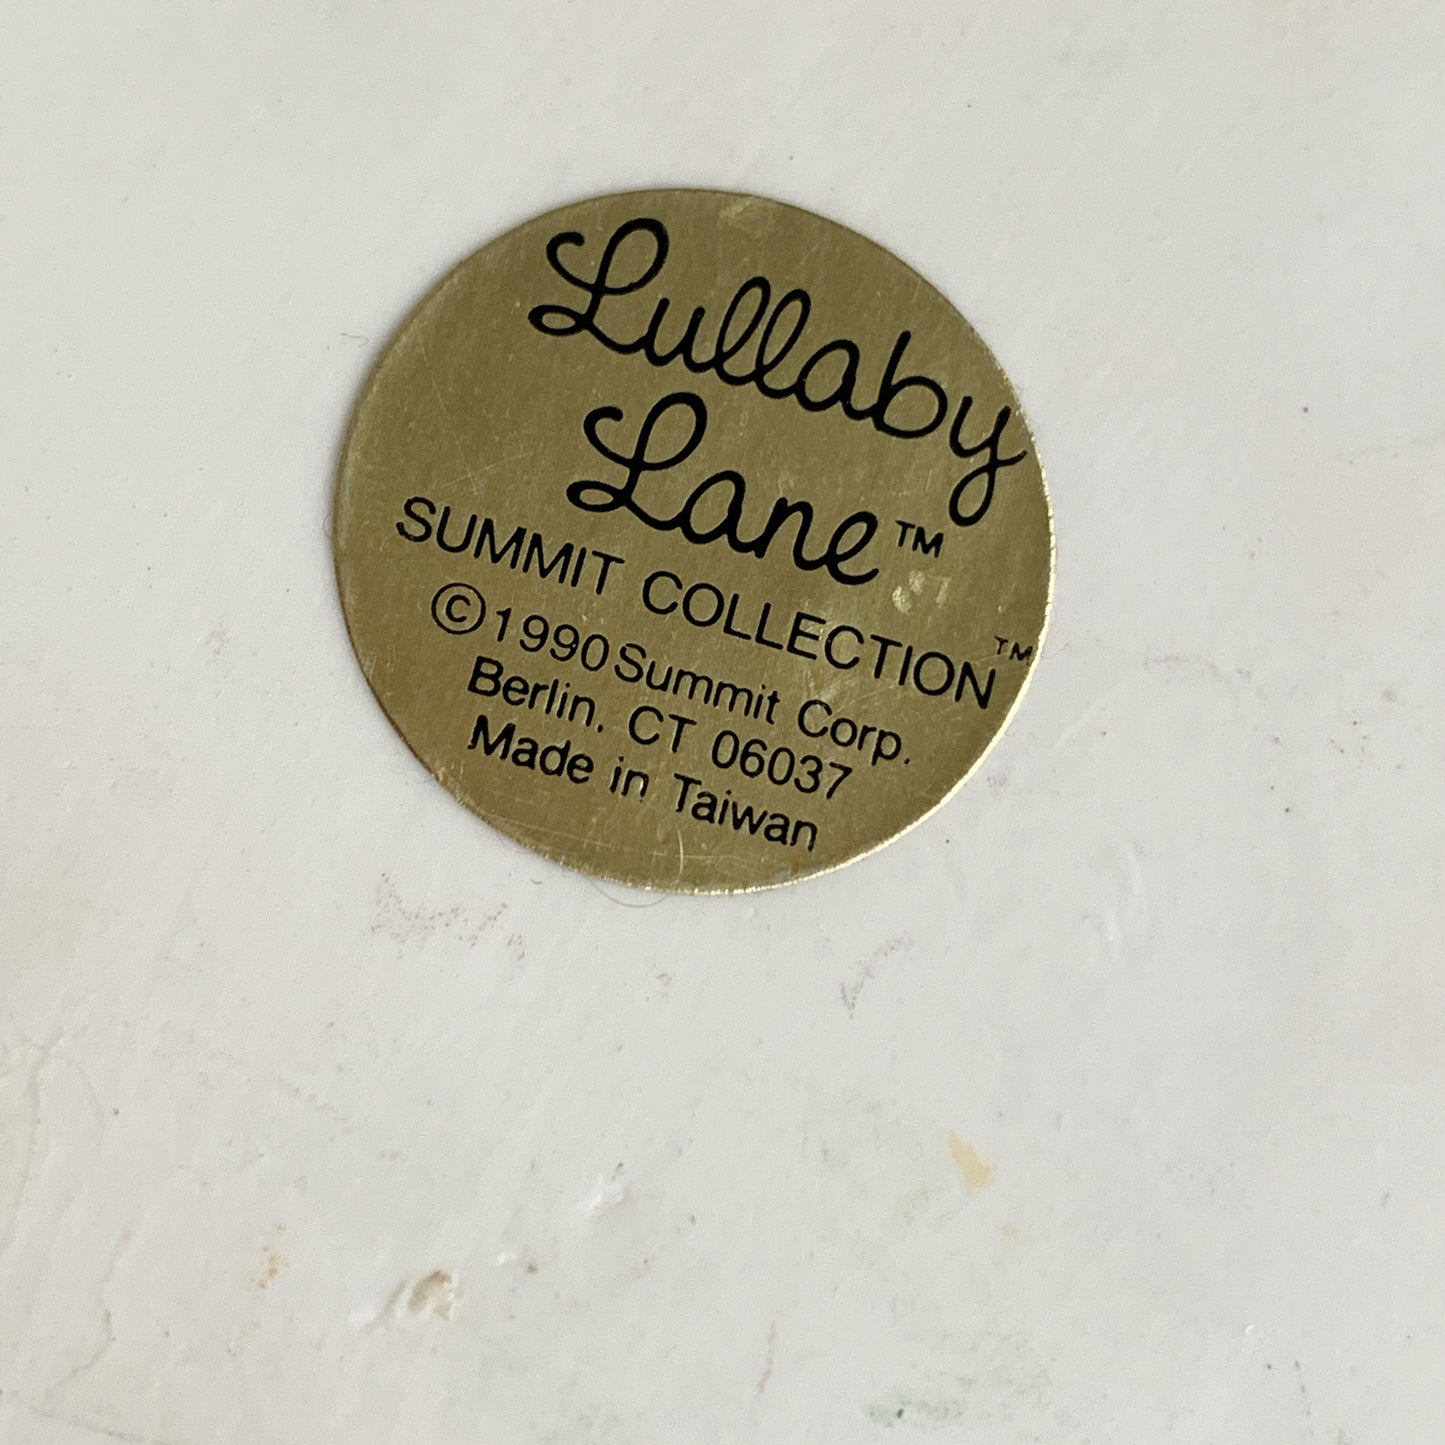 Lullaby
Lane™
SUMMIT COLLECTION™
©1990 Summit Corp.
Berlin. CT 06037
Made in Taiwan